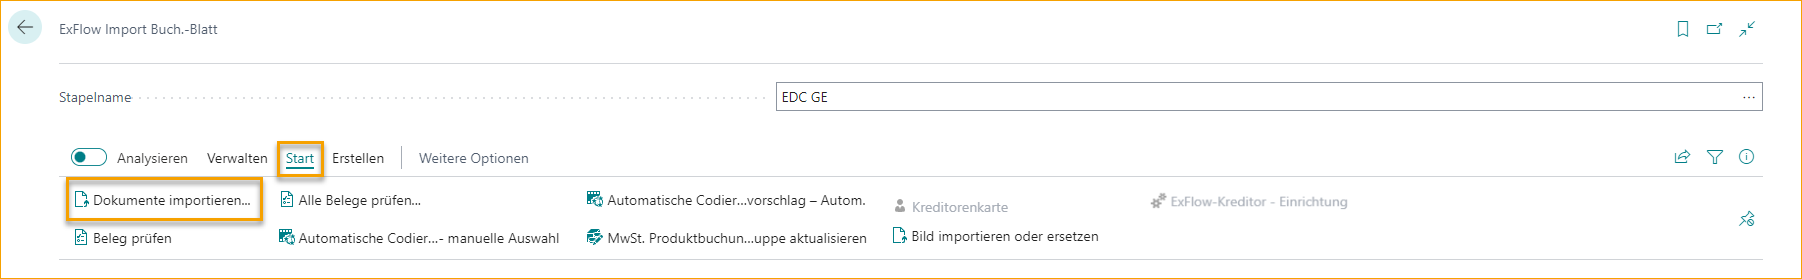 ExFlow Import Buch.-Blatt
Stapelname
EDC GE
Analysieren Verwalten Start Erstellen Weitere Optionen
Dokumente importieren... Alle Belege prüfen... Automatische Codier...vorschlag – Autom. Kreditorenkarte ExFlow-Kreditor - Einrichtung
Beleg prüfen Automatische Codier...- manuelle Auswahl MwSt. Produktbuchun...uppe aktualisieren Bild importieren oder ersetzen